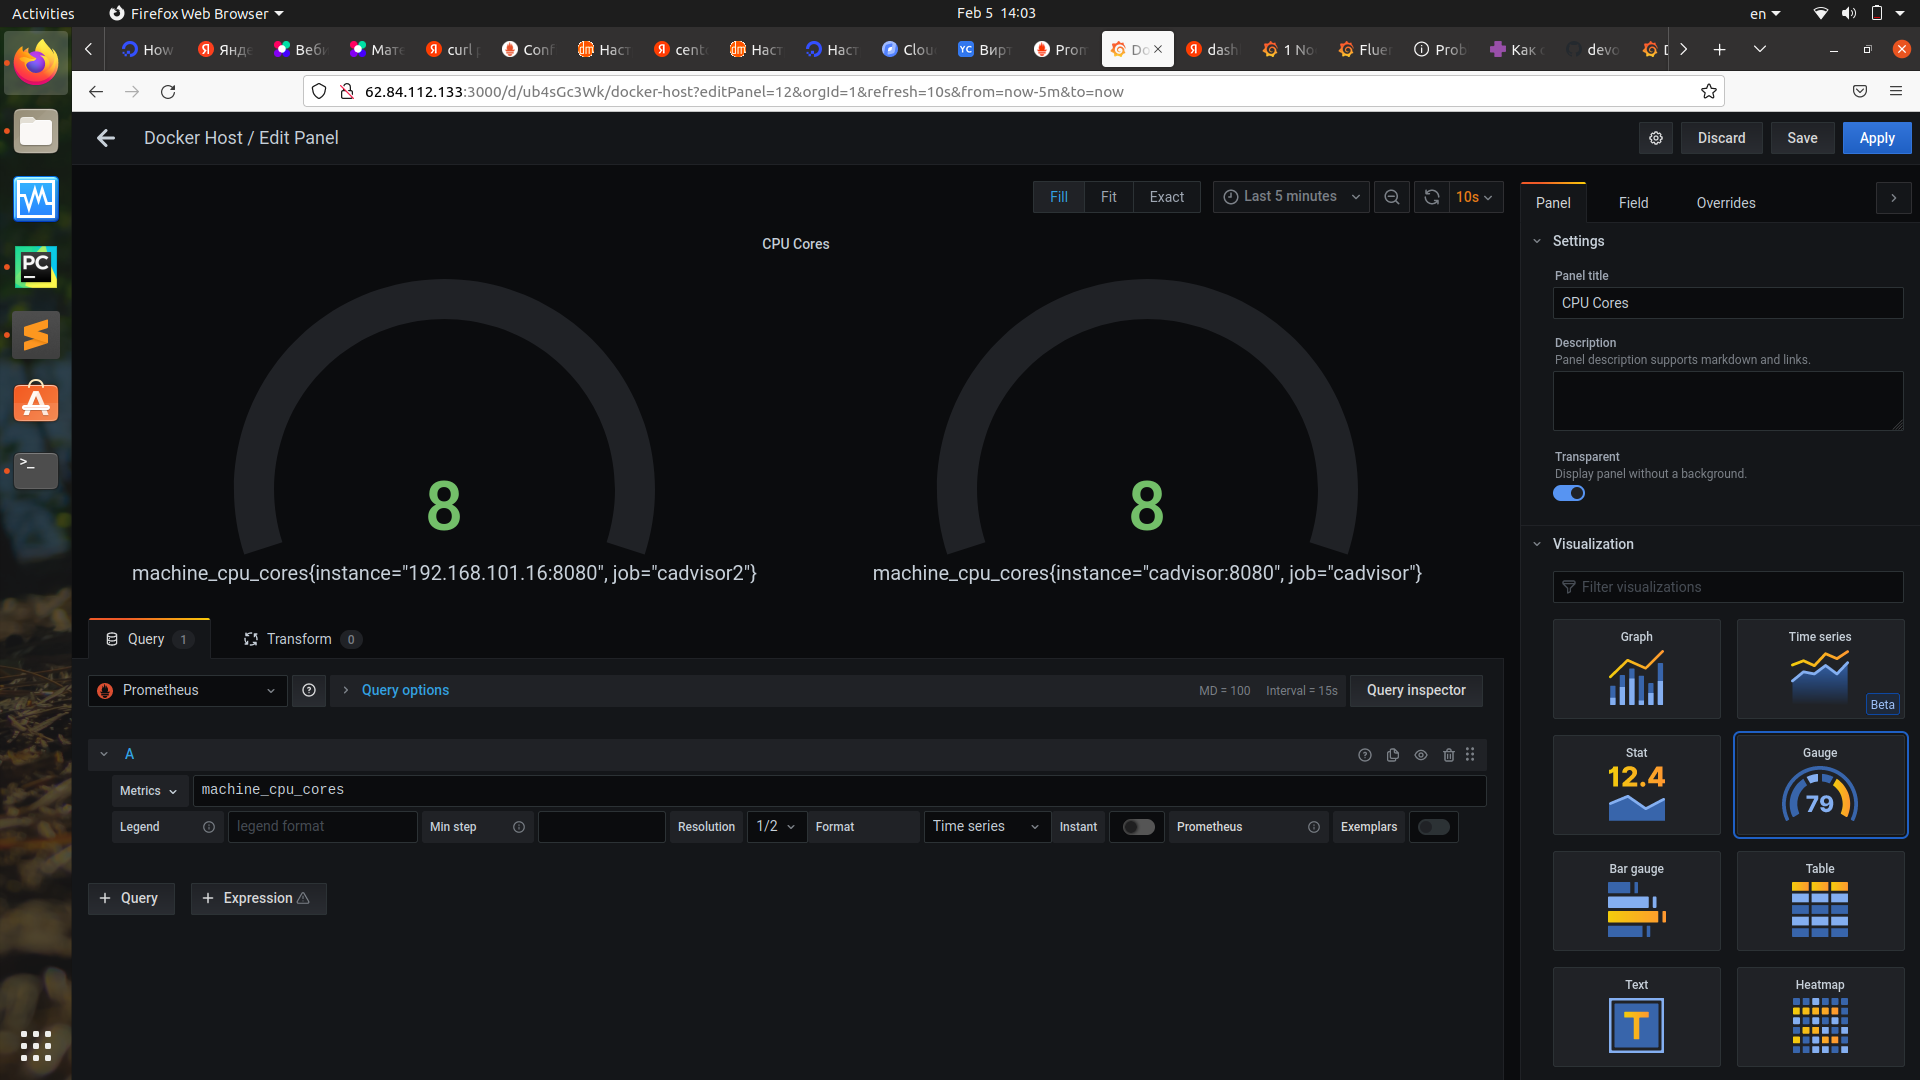 Activities
Firefox Web Browser
Feb 5 14:03
en
How
Янде
Веби
Мате
curl p
Conf
Наст
cento
Наст
Наст
Clou
Вирт
Prom
Do
dash
1 No
Flue
Prob
Как с
devo
62.84.112.133:3000/d/ub4sGc3Wk/docker-host?editPanel=12&orgId=1&refresh=10s&from=now-5m&to=now
Docker Host / Edit Panel
Discard
Save
Apply
Fill
Fit
Exact
Last 5 minutes
10s
Panel
Field
Overrides
CPU Cores
8
8
machine_cpu_cores{instance="192.168.101.16:8080", job="cadvisor2"}
machine_cpu_cores{instance="cadvisor:8080", job="cadvisor"}
Settings
Panel title
CPU Cores
Description
Panel description supports markdown and links.
Transparent
Display panel without a background.
Visualization
Filter visualizations
Graph
Time series
Beta
Stat
12.4
Gauge
79
Bar gauge
Table
Text
T
Heatmap
Query 1
Transform 0
Prometheus
Query options
MD = 100
Interval = 15s
Query inspector
A
Metrics
machine_cpu_cores
Legend
legend format
Min step
Resolution
1/2
Format
Time series
Instant
Prometheus
Exemplars
+ Query
+ Expression
PC
>_